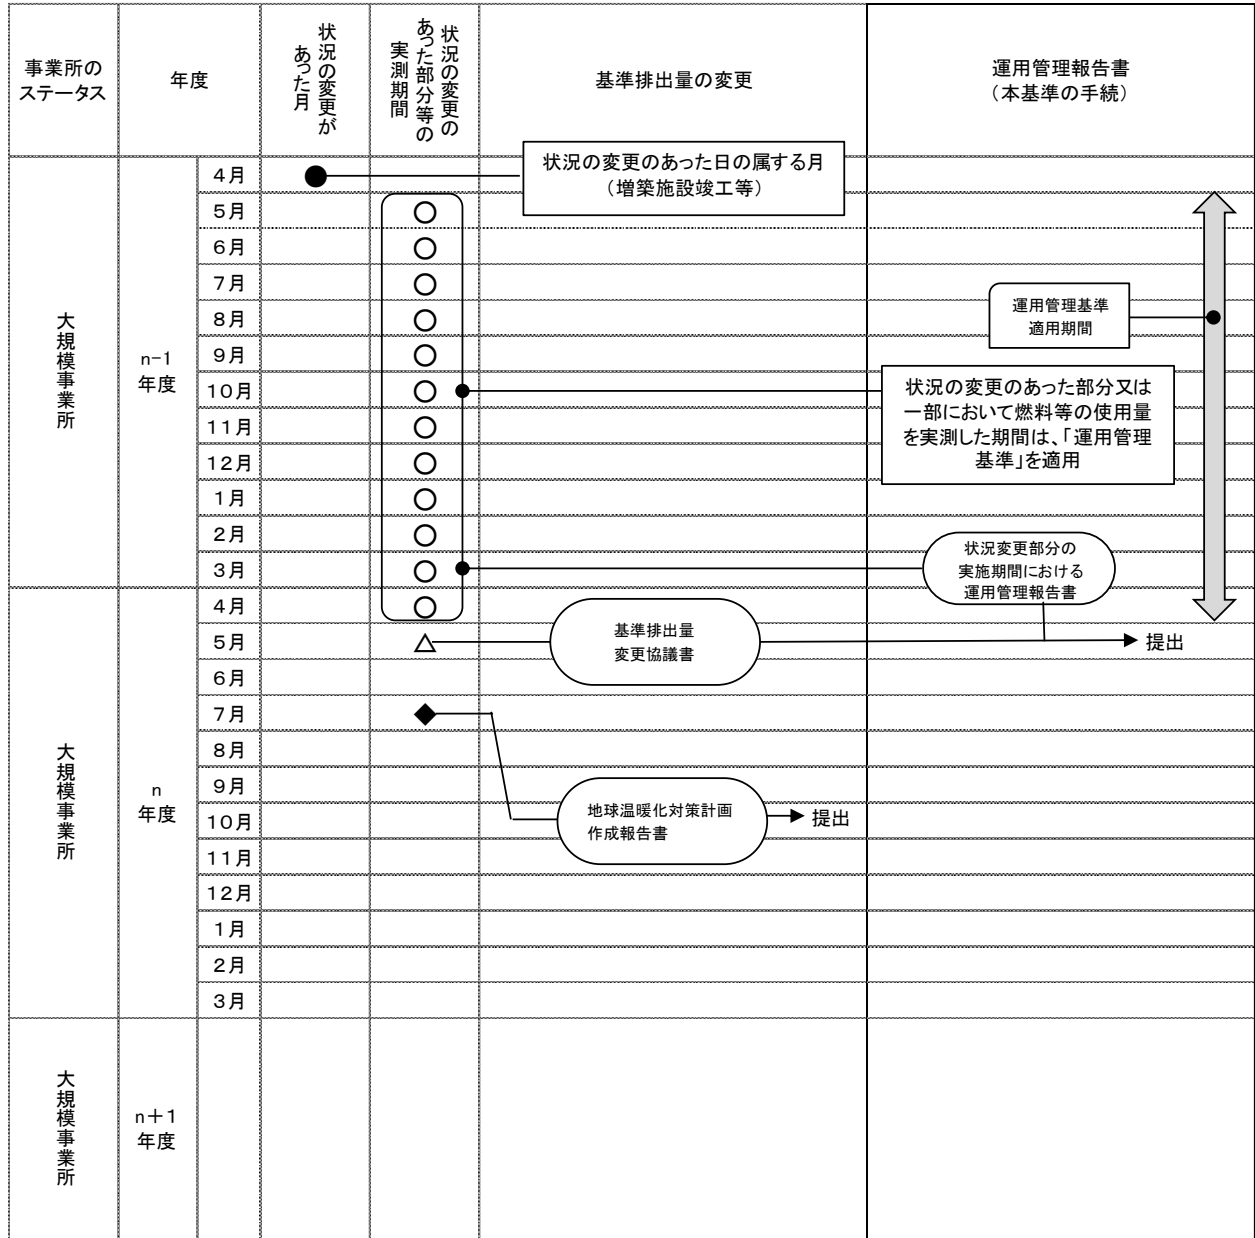 事業所の
ステータス
年度
状況の変更が
あった月
状況の変更の
あった部分等の
実測期間
基準排出量の変更
運用管理報告書
（本基準の手続）
大規模事業所
n-1
年度
4月
状況の変更のあった日の属する月
（増築施設竣工等）
5月
6月
7月
8月
運用管理基準
適用期間
9月
10月
状況の変更のあった部分又は
一部において燃料等の使用量
を実測した期間は、「運用管理
基準」を適用
11月
12月
1月
2月
3月
状況変更部分の
実施期間における
運用管理報告書
大規模事業所
n
年度
4月
5月
基準排出量
変更協議書
提出
6月
7月
8月
9月
10月
地球温暖化対策計画
作成報告書
提出
11月
12月
1月
2月
3月
大規模事業所
n+1
年度